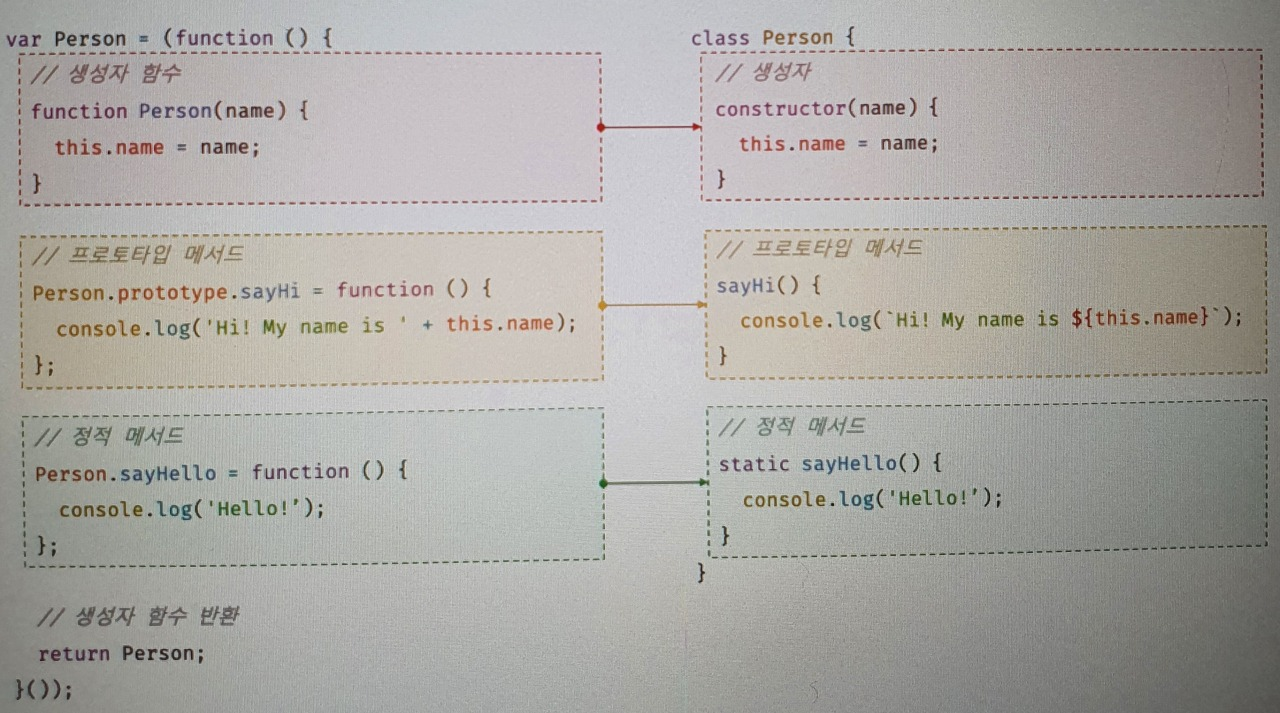 var Person = (function () {
// 생성자 함수
function Person(name) {
this.name = name;
}
// 프로토타입 메서드
Person.prototype.sayHi = function () {
console.log('Hi! My name is ' + this.name);
};
// 정적 메서드
Person.sayHello = function () {
console.log('Hello!');
};
// 생성자 함수 반환
return Person;
}());
class Person {
// 생성자
constructor(name) {
this.name = name;
}
// 프로토타입 메서드
sayHi() {
console.log(`Hi! My name is ${this.name}`);
}
// 정적 메서드
static sayHello() {
console.log('Hello!');
}
}